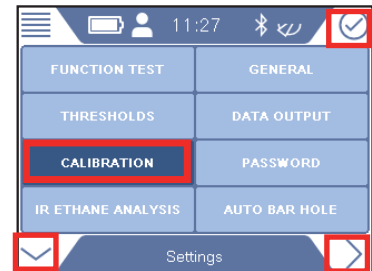 11:27
FUNCTION TEST GENERAL
THRESHOLDS DATA OUTPUT
CALIBRATION PASSWORD
IR ETHANE ANALYSIS AUTO BAR HOLE
Settings